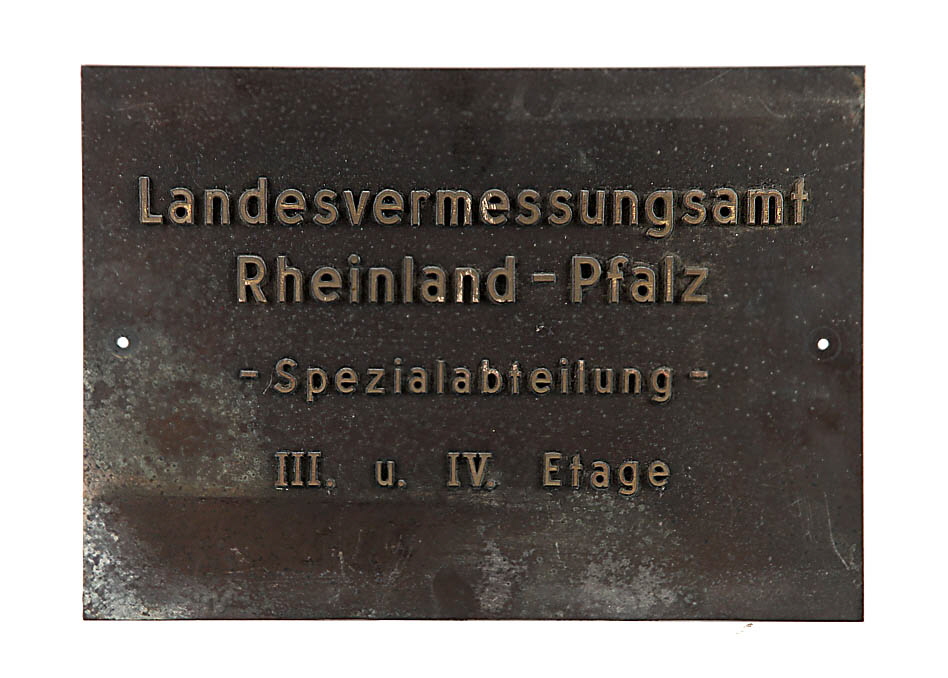 Landesvermessungsamt
Rheinland-Pfalz
-Spezialabteilung-
III. u. IV. Etage